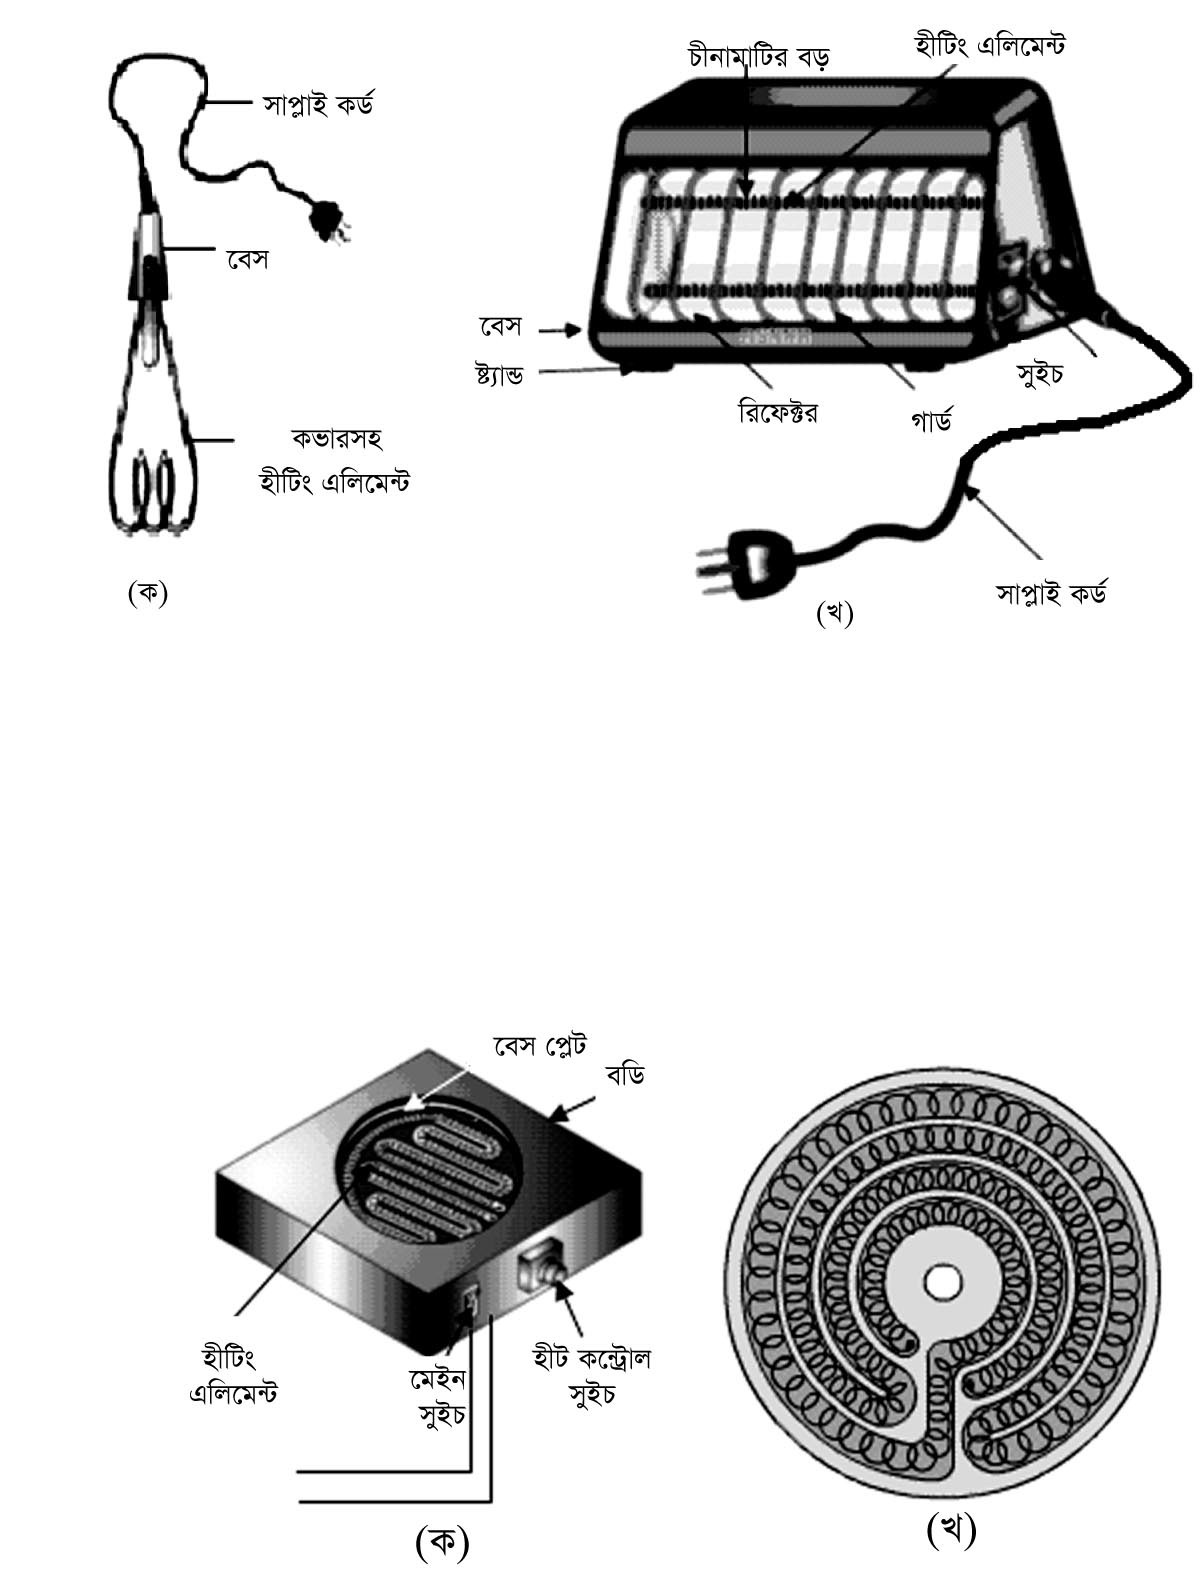 চীনামাটির বড়
হীটিং এলিমেন্ট
সাপ্লাই কর্ড
বেস
কভারসহ
হীটিং এলিমেন্ট
(ক)
বেস
ষ্ট্যান্ড
রিফেক্টর
গার্ড
সুইচ
সাপ্লাই কর্ড
(খ)
বেস প্লেট
বডি
হীটিং
এলিমেন্ট
মেইন
সুইচ
হীট কন্ট্রোল
সুইচ
(ক)
(খ)